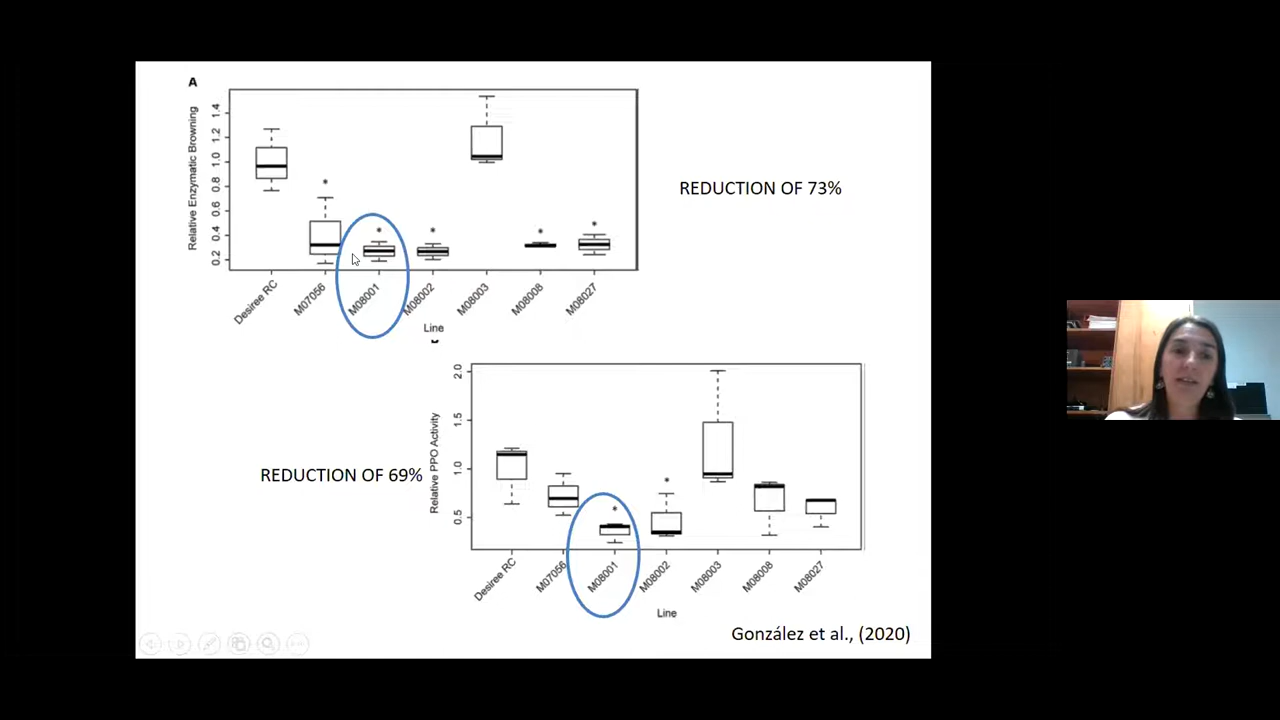 A
Relative Enzymatic Browning
1.4
1.2
1.0
0.8
0.6
0.4
0.2
*
*
*
*
*
Desiree RC
M07056
M08001
M08002
M08003
M08008
M08027
Line
REDUCTION OF 73%
REDUCTION OF 69%
Relative PPO Activity
2.0
1.5
1.0
0.5
*
*
Desiree RC
M07056
M08001
M08002
M08003
M08008
M08027
Line
González et al., (2020)